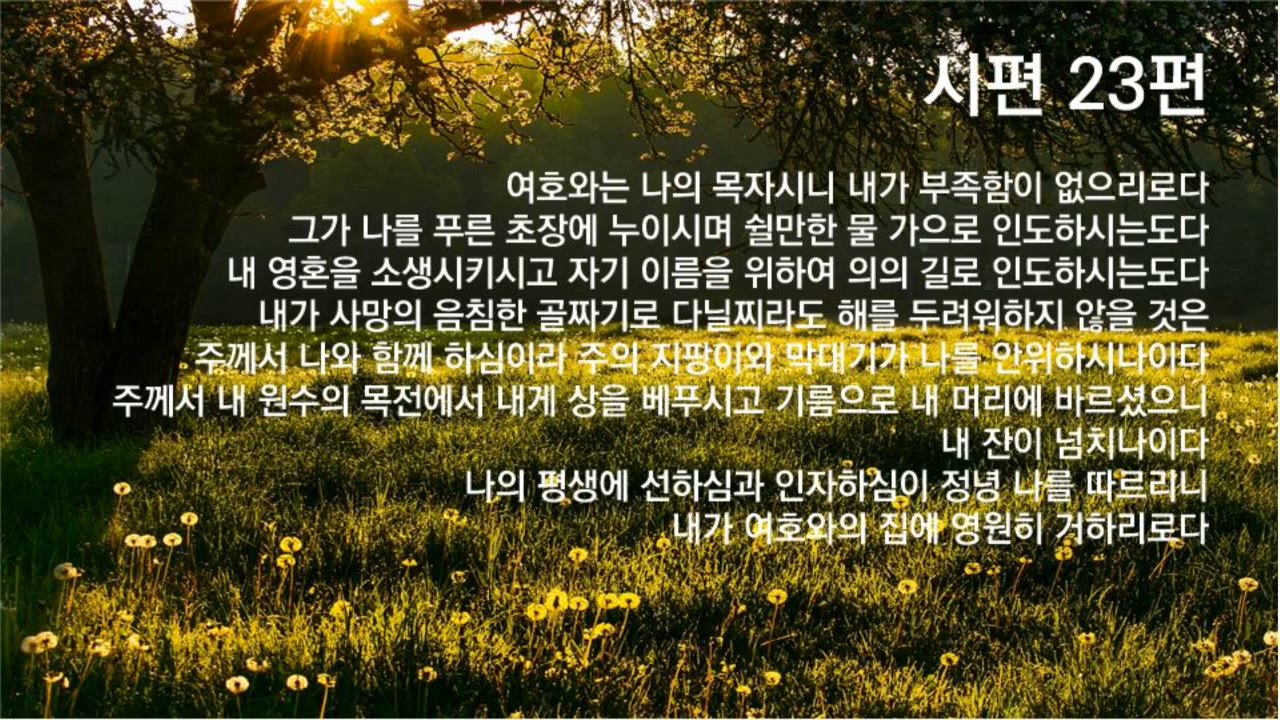 시편 23편
여호와는 나의 목자시니 내가 부족함이 없으리로다
그가 나를 푸른 초장에 누이시며 쉴만한 물 가으로 인도하시는도다
내 영혼을 소생시키시고 자기 이름을 위하여 의의 길로 인도하시는도다
내가 사망의 음침한 골짜기로 다닐찌라도 해를 두려워하지 않을 것은
주께서 나와 함께 하심이라 주의 지팡이와 막대기가 나를 안위하시나이다
주께서 내 원수의 목전에서 내게 상을 베푸시고 기름으로 내 머리에 바르셨으니
내 잔이 넘치나이다
나의 평생에 선하심과 인자하심이 정녕 나를 따르리니
내가 여호와의 집에 영원히 거하리로다